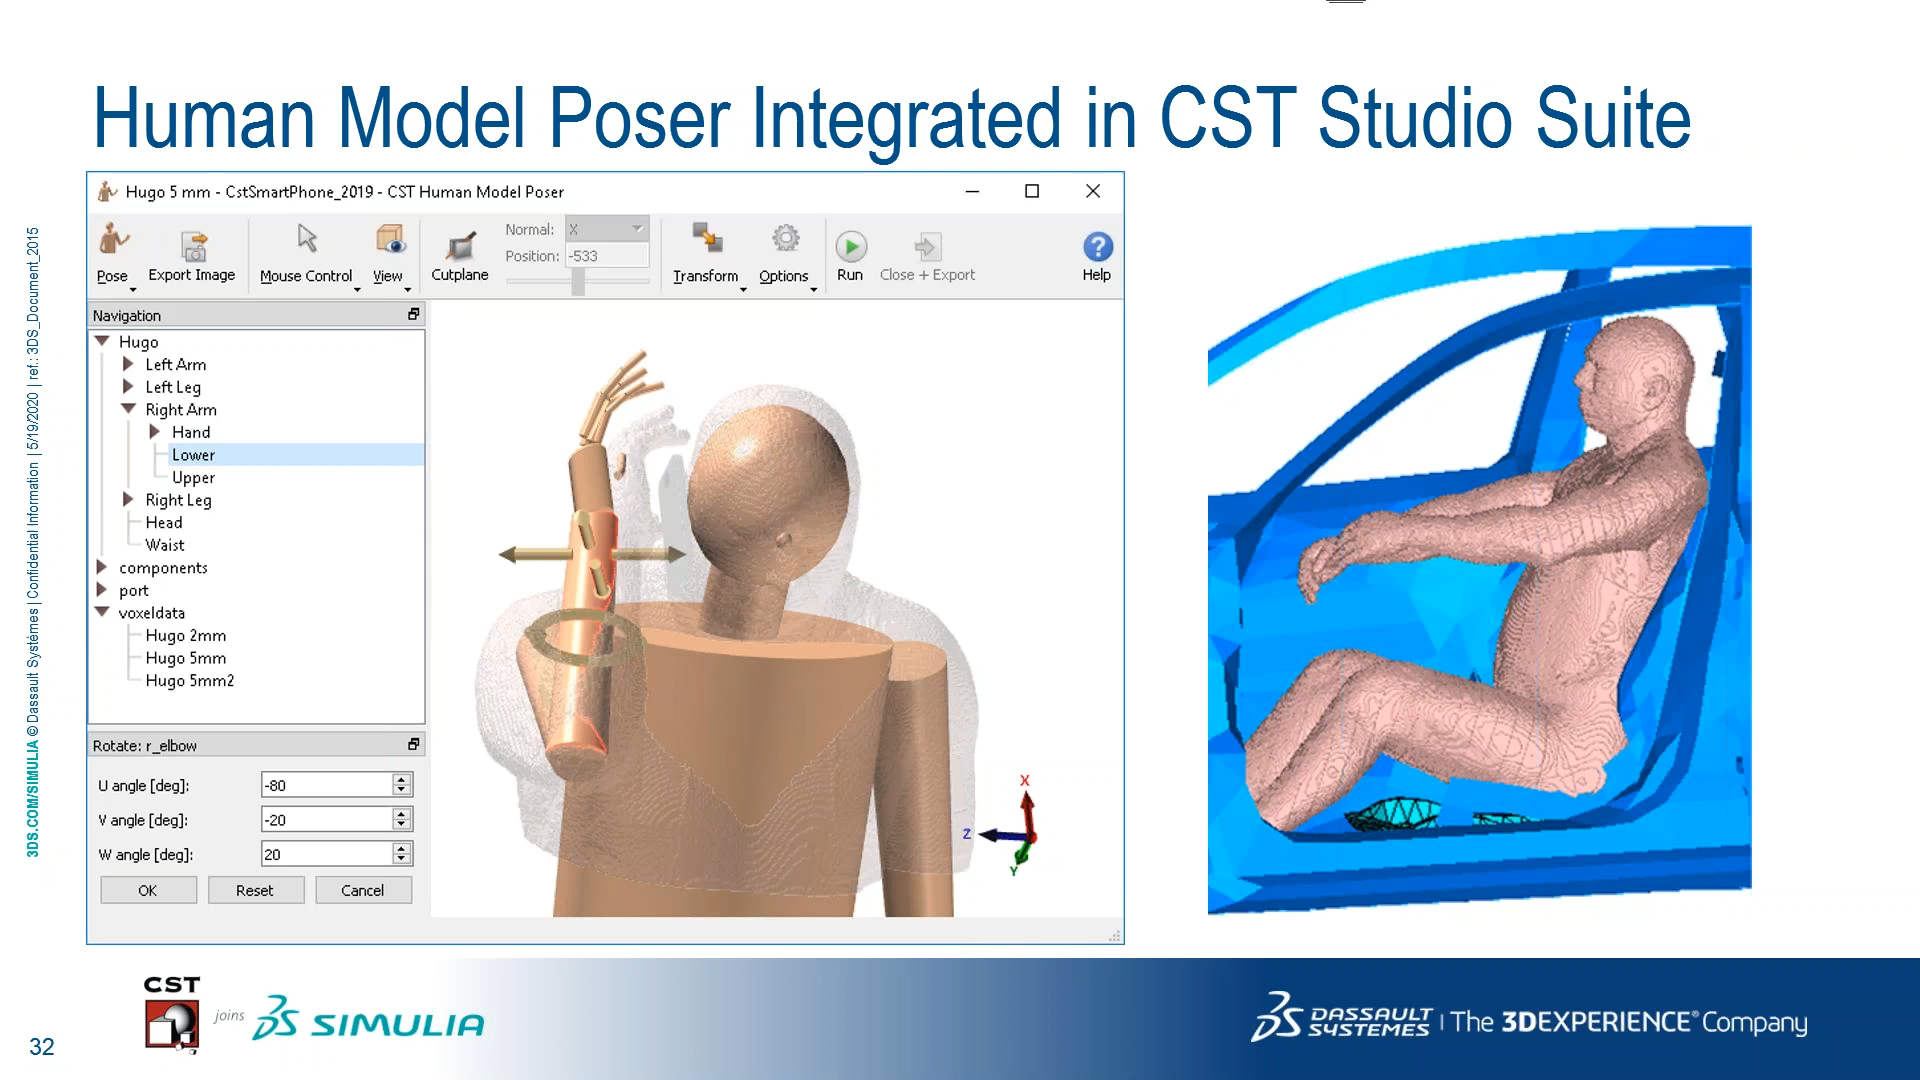 Human Model Poser Integrated in CST Studio Suite
3DS.COM/SIMULIA © Dassault Systèmes | Confidential Information | 5/19/2020 | ref.: 3DS_Document_2015
Hugo 5 mm - CstSmartPhone_2019 - CST Human Model Poser
Pose
Export Image
Mouse Control
View
Cutplane
Normal: X
Position: -533
Transform
Options
Run
Close + Export
Help
Navigation
Hugo
Left Arm
Left Leg
Right Arm
Hand
Lower
Upper
Right Leg
Head
Waist
components
port
voxeldata
Hugo 2mm
Hugo 5mm
Hugo 5mm2
Rotate: r_elbow
U angle [deg]: -80
V angle [deg]: -20
W angle [deg]: 20
OK Reset Cancel
X
Z
Y
CST
joins
3DS SIMULIA
3DS DASSAULT SYSTEMES | The 3DEXPERIENCE® Company
32